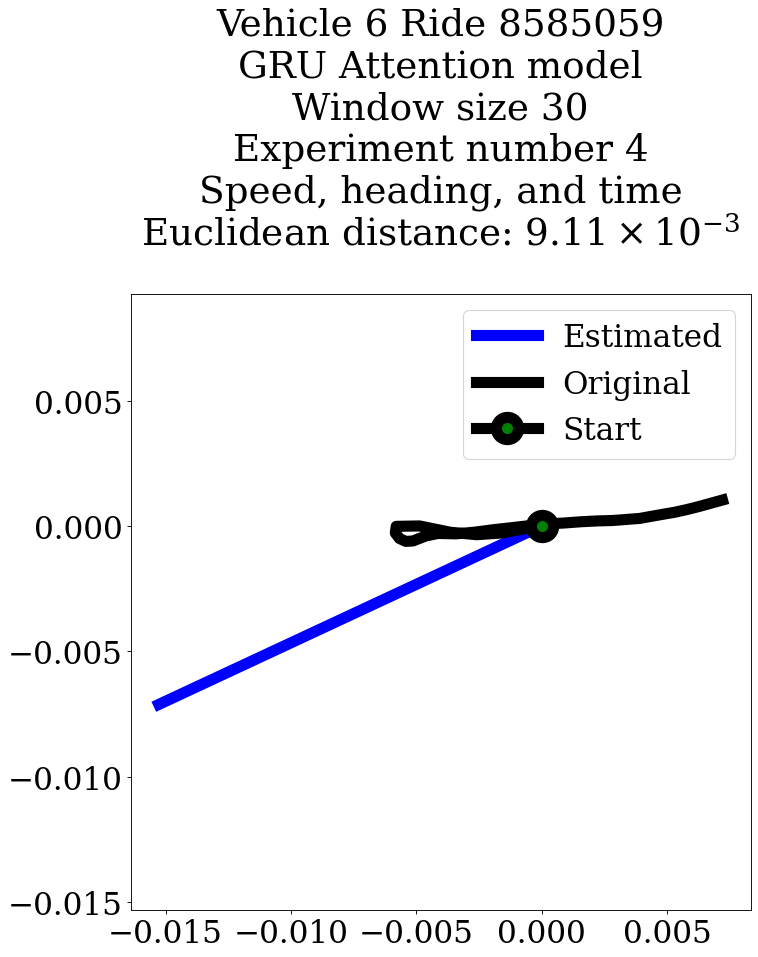 Vehicle 6 Ride 8585059
GRU Attention model
Window size 30
Experiment number 4
Speed, heading, and time
Euclidean distance: 9.11 × 10⁻³
Estimated
Original
Start
0.005
0.000
−0.005
−0.010
−0.015
−0.015 −0.010 −0.005 0.000 0.005